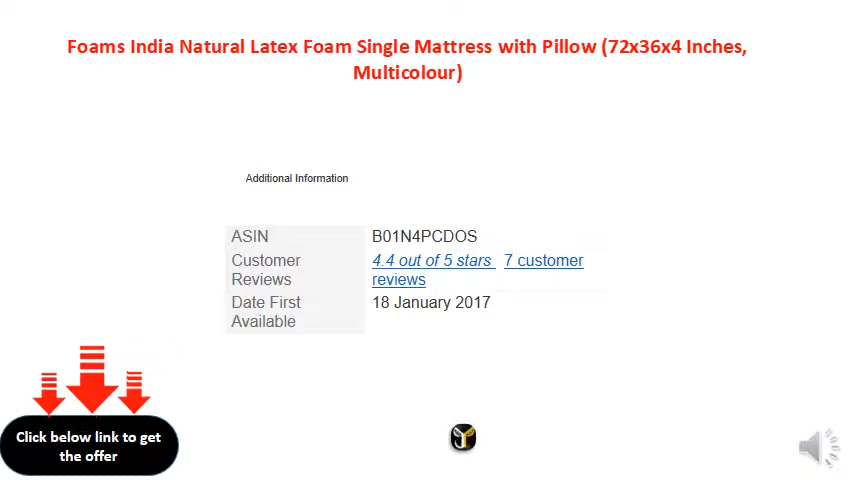 Foams India Natural Latex Foam Single Mattress with Pillow (72x36x4 Inches,
Multicolour)
Additional Information
ASIN B01N4PCDOS
Customer 4.4 out of 5 stars 7 customer
Reviews reviews
Date First 18 January 2017
Available
Click below link to get
the offer